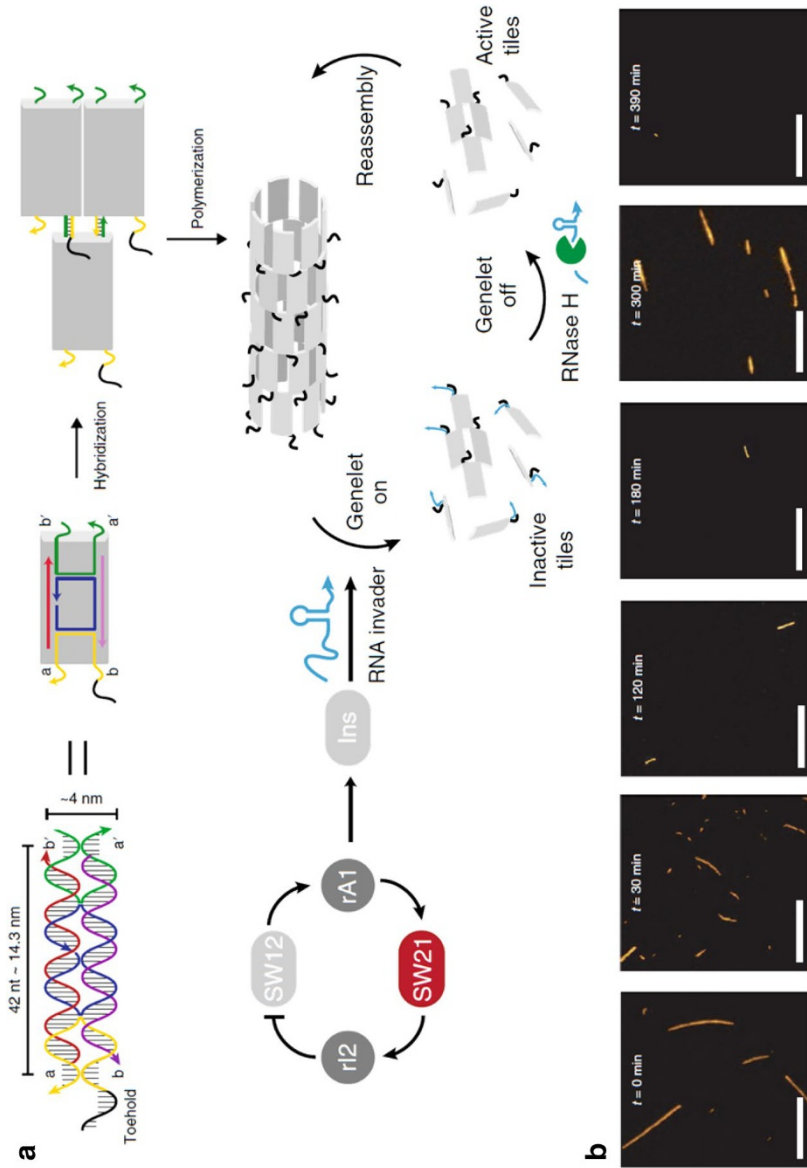 a
42 nt ~ 14.3 nm
~4 nm
a
b′
b
a′
Toehold
a
b′
b
a′
Hybridization
Polymerization
SW12
rI2
rA1
SW21
Ins
RNA invader
Genelet
on
Inactive
tiles
Genelet
off
RNase H
Active
tiles
Reassembly
b
t = 0 min
t = 30 min
t = 120 min
t = 180 min
t = 300 min
t = 390 min